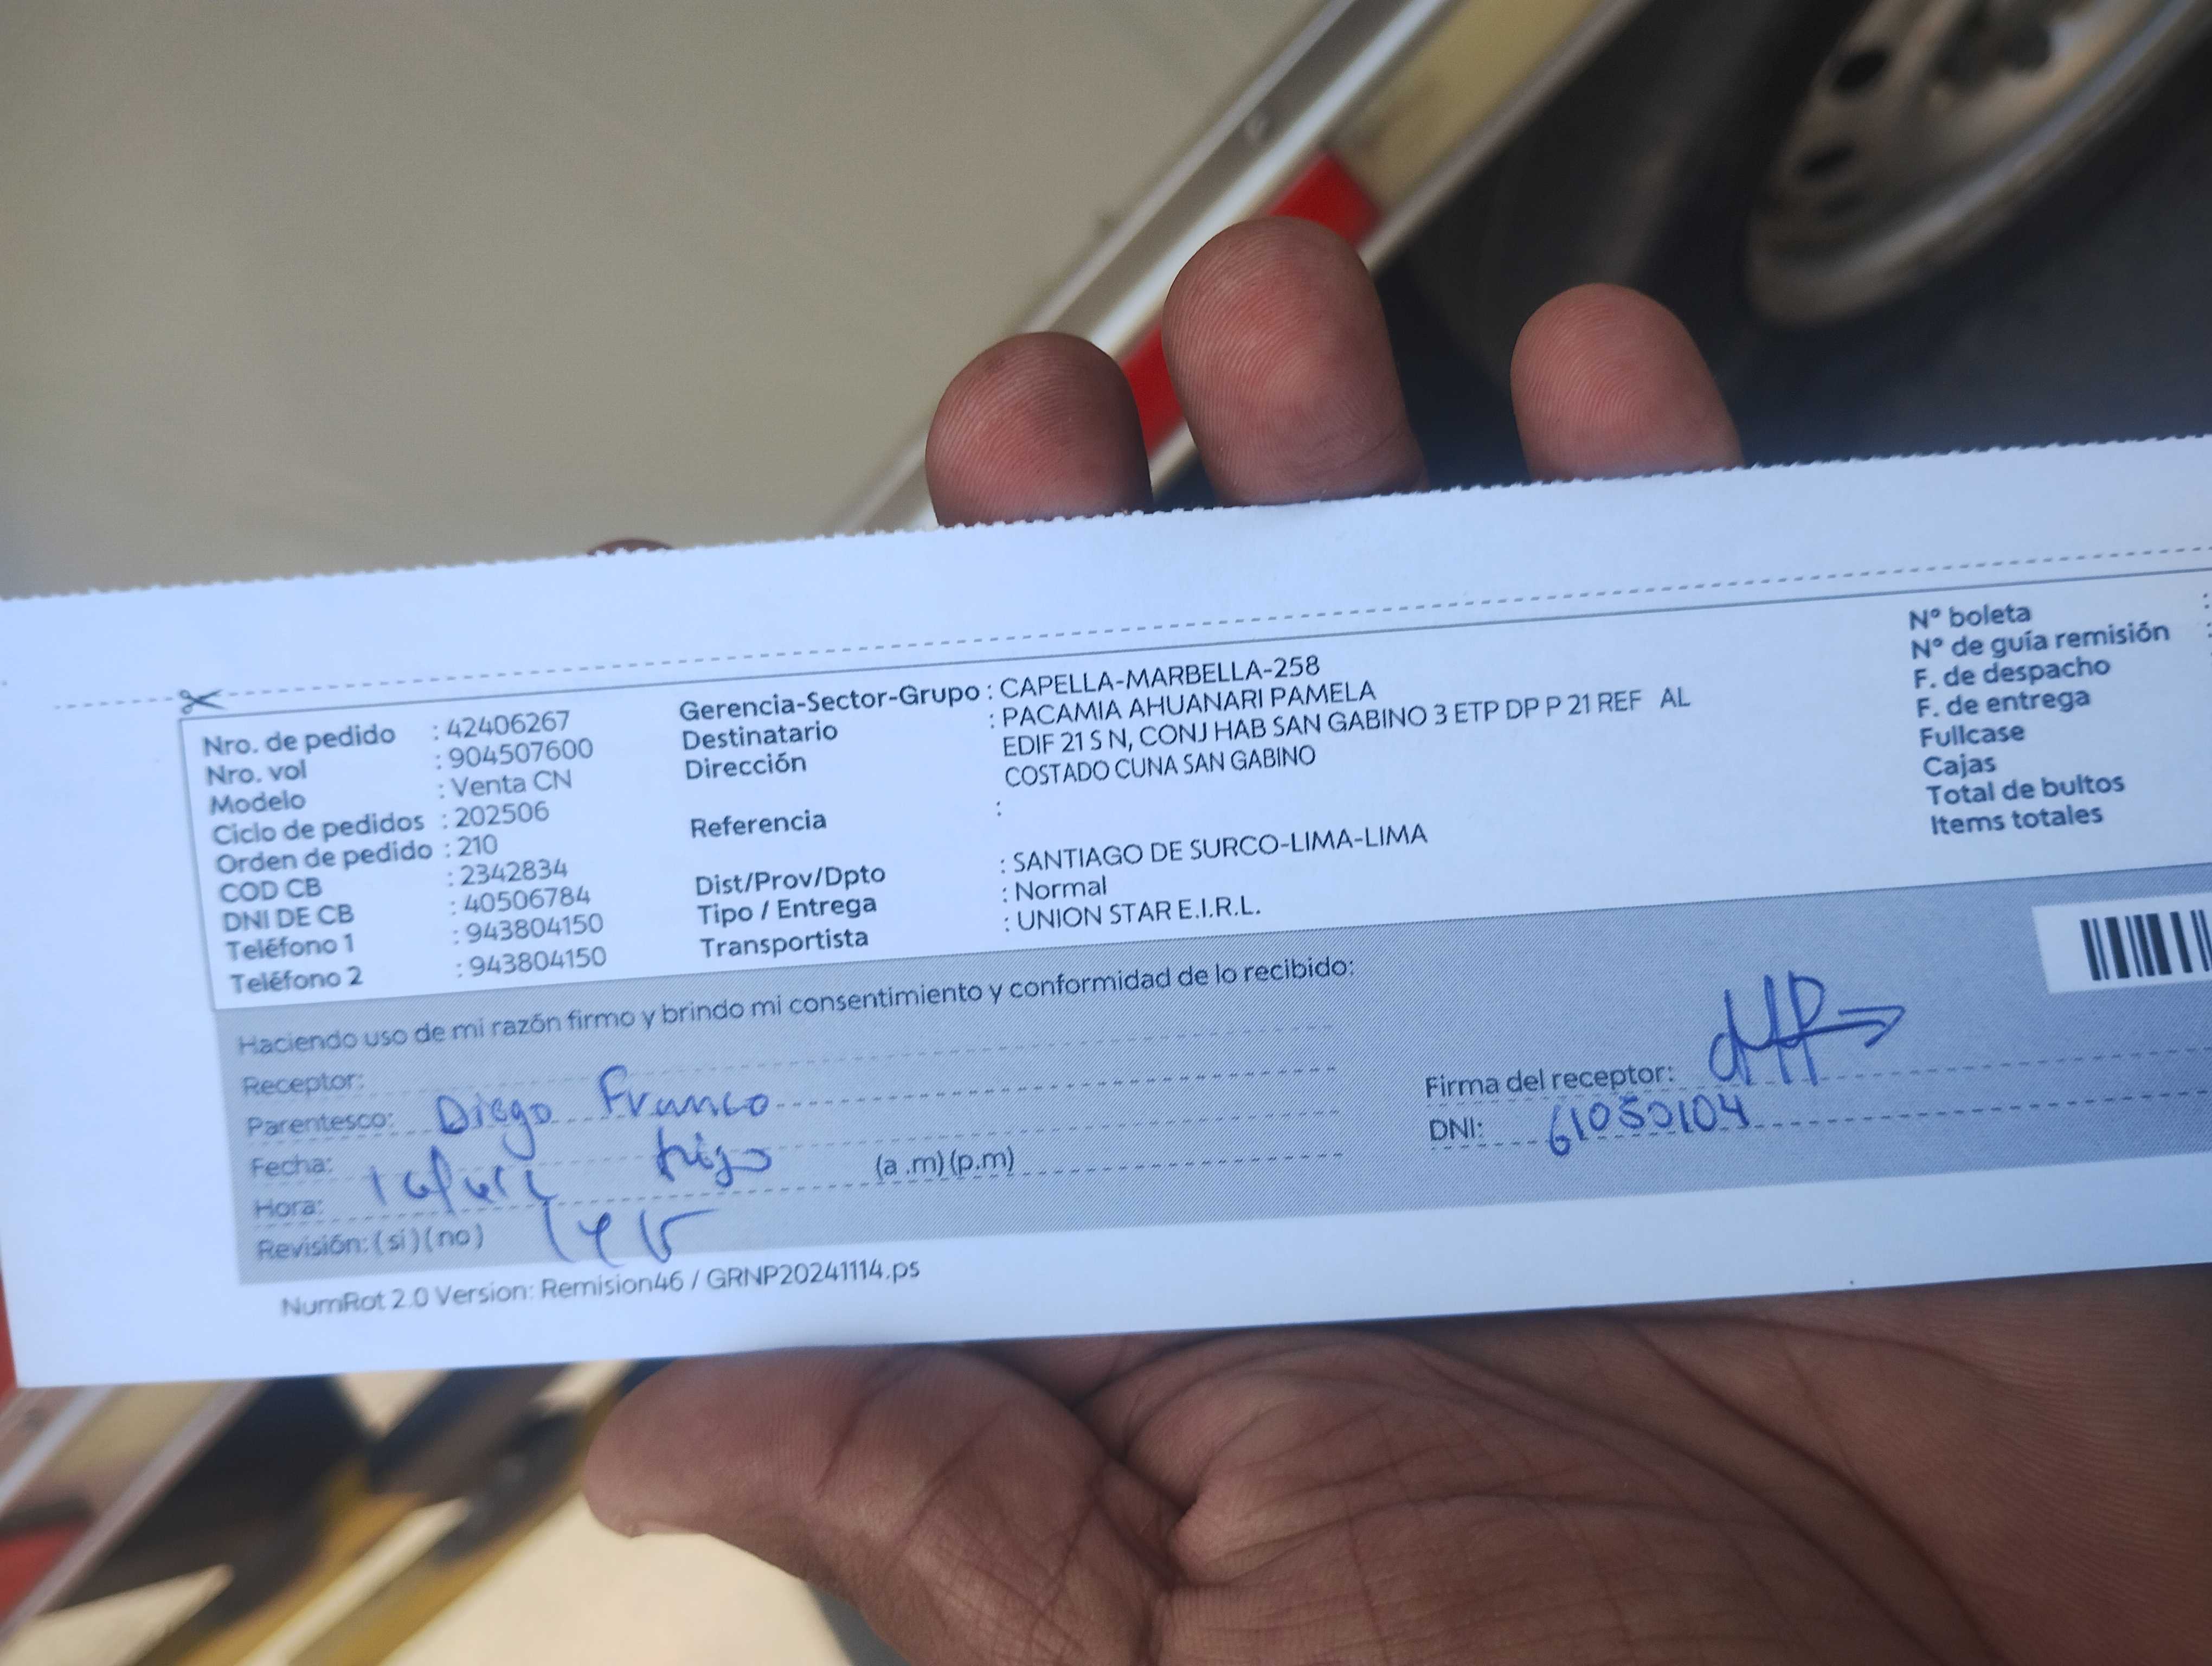 Nro. de pedido : 42406267
Nro. vol : 904507600
Modelo : Venta CN
Ciclo de pedidos : 202506
Orden de pedido : 210
COD CB : 2342834
DNI DE CB : 40506784
Teléfono 1 : 943804150
Teléfono 2 : 943804150
Gerencia-Sector-Grupo : CAPELLA-MARBELLA-258
Destinatario : PACAMIA AHUANARI PAMELA
Dirección EDIF 21 S N, CONJ HAB SAN GABINO 3 ETP DP P 21 REF AL
COSTADO CUNA SAN GABINO
Referencia :
Dist/Prov/Dpto : SANTIAGO DE SURCO-LIMA-LIMA
Tipo / Entrega : Normal
Transportista : UNION STAR E.I.R.L.
Nº boleta :
Nº de guía remisión :
F. de despacho
F. de entrega
Fullcase
Cajas
Total de bultos
Items totales
Haciendo uso de mi razón firmo y brindo mi consentimiento y conformidad de lo recibido:
Receptor:
Parentesco: Diego Franco
Fecha: hijo
Hora: (a .m) (p.m)
Revisión: ( si ) ( no )
Firma del receptor:
DNI: 61050104
NumRot 2.0 Version: Remision46 / GRNP20241114.ps